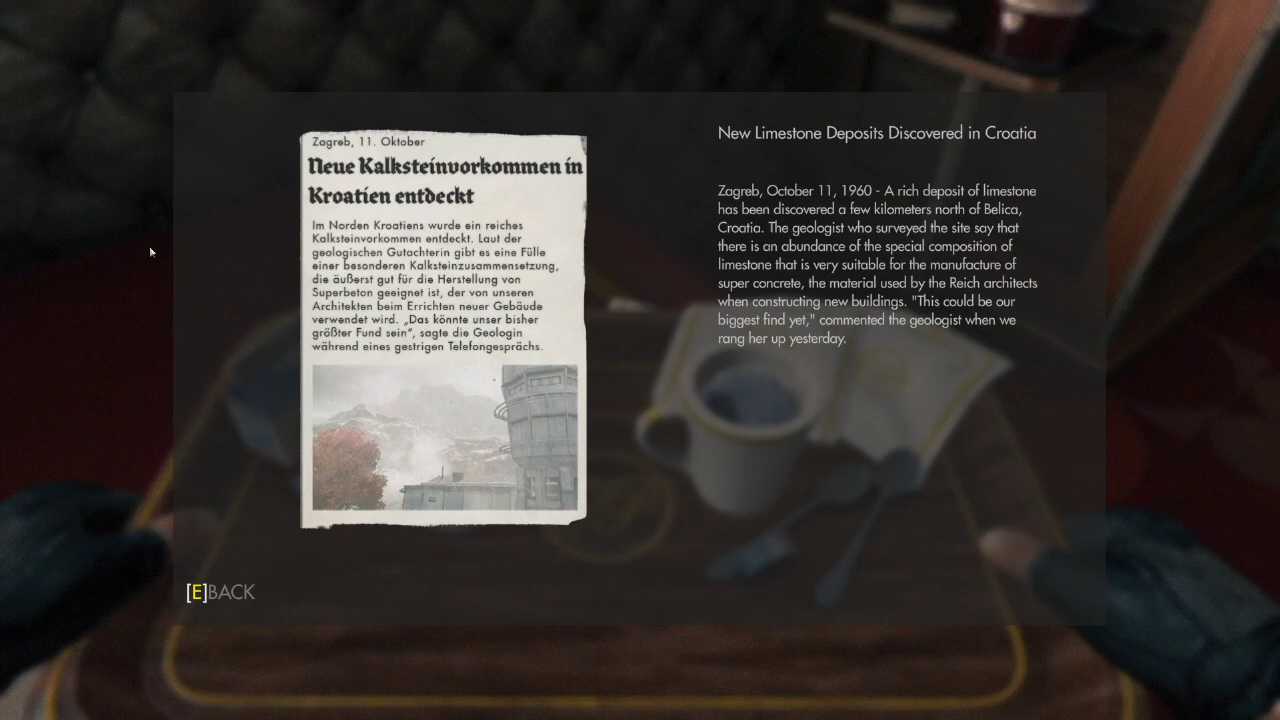 Zagreb, 11. Oktober
Neue Kalksteinvorkommen in
Kroatien entdeckt
Im Norden Kroatiens wurde ein reiches
Kalksteinvorkommen entdeckt. Laut der
geologischen Gutachterin gibt es eine Fülle
einer besonderen Kalksteinzusammensetzung,
die äußerst gut für die Herstellung von
Superbeton geeignet ist, der von unseren
Architekten beim Errichten neuer Gebäude
verwendet wird. „Das könnte unser bisher
größter Fund sein“, sagte die Geologin
während eines gestrigen Telefongesprächs.
New Limestone Deposits Discovered in Croatia
Zagreb, October 11, 1960 - A rich deposit of limestone
has been discovered a few kilometers north of Belica,
Croatia. The geologist who surveyed the site say that
there is an abundance of the special composition of
limestone that is very suitable for the manufacture of
super concrete, the material used by the Reich architects
when constructing new buildings. "This could be our
biggest find yet," commented the geologist when we
rang her up yesterday.
[E]BACK